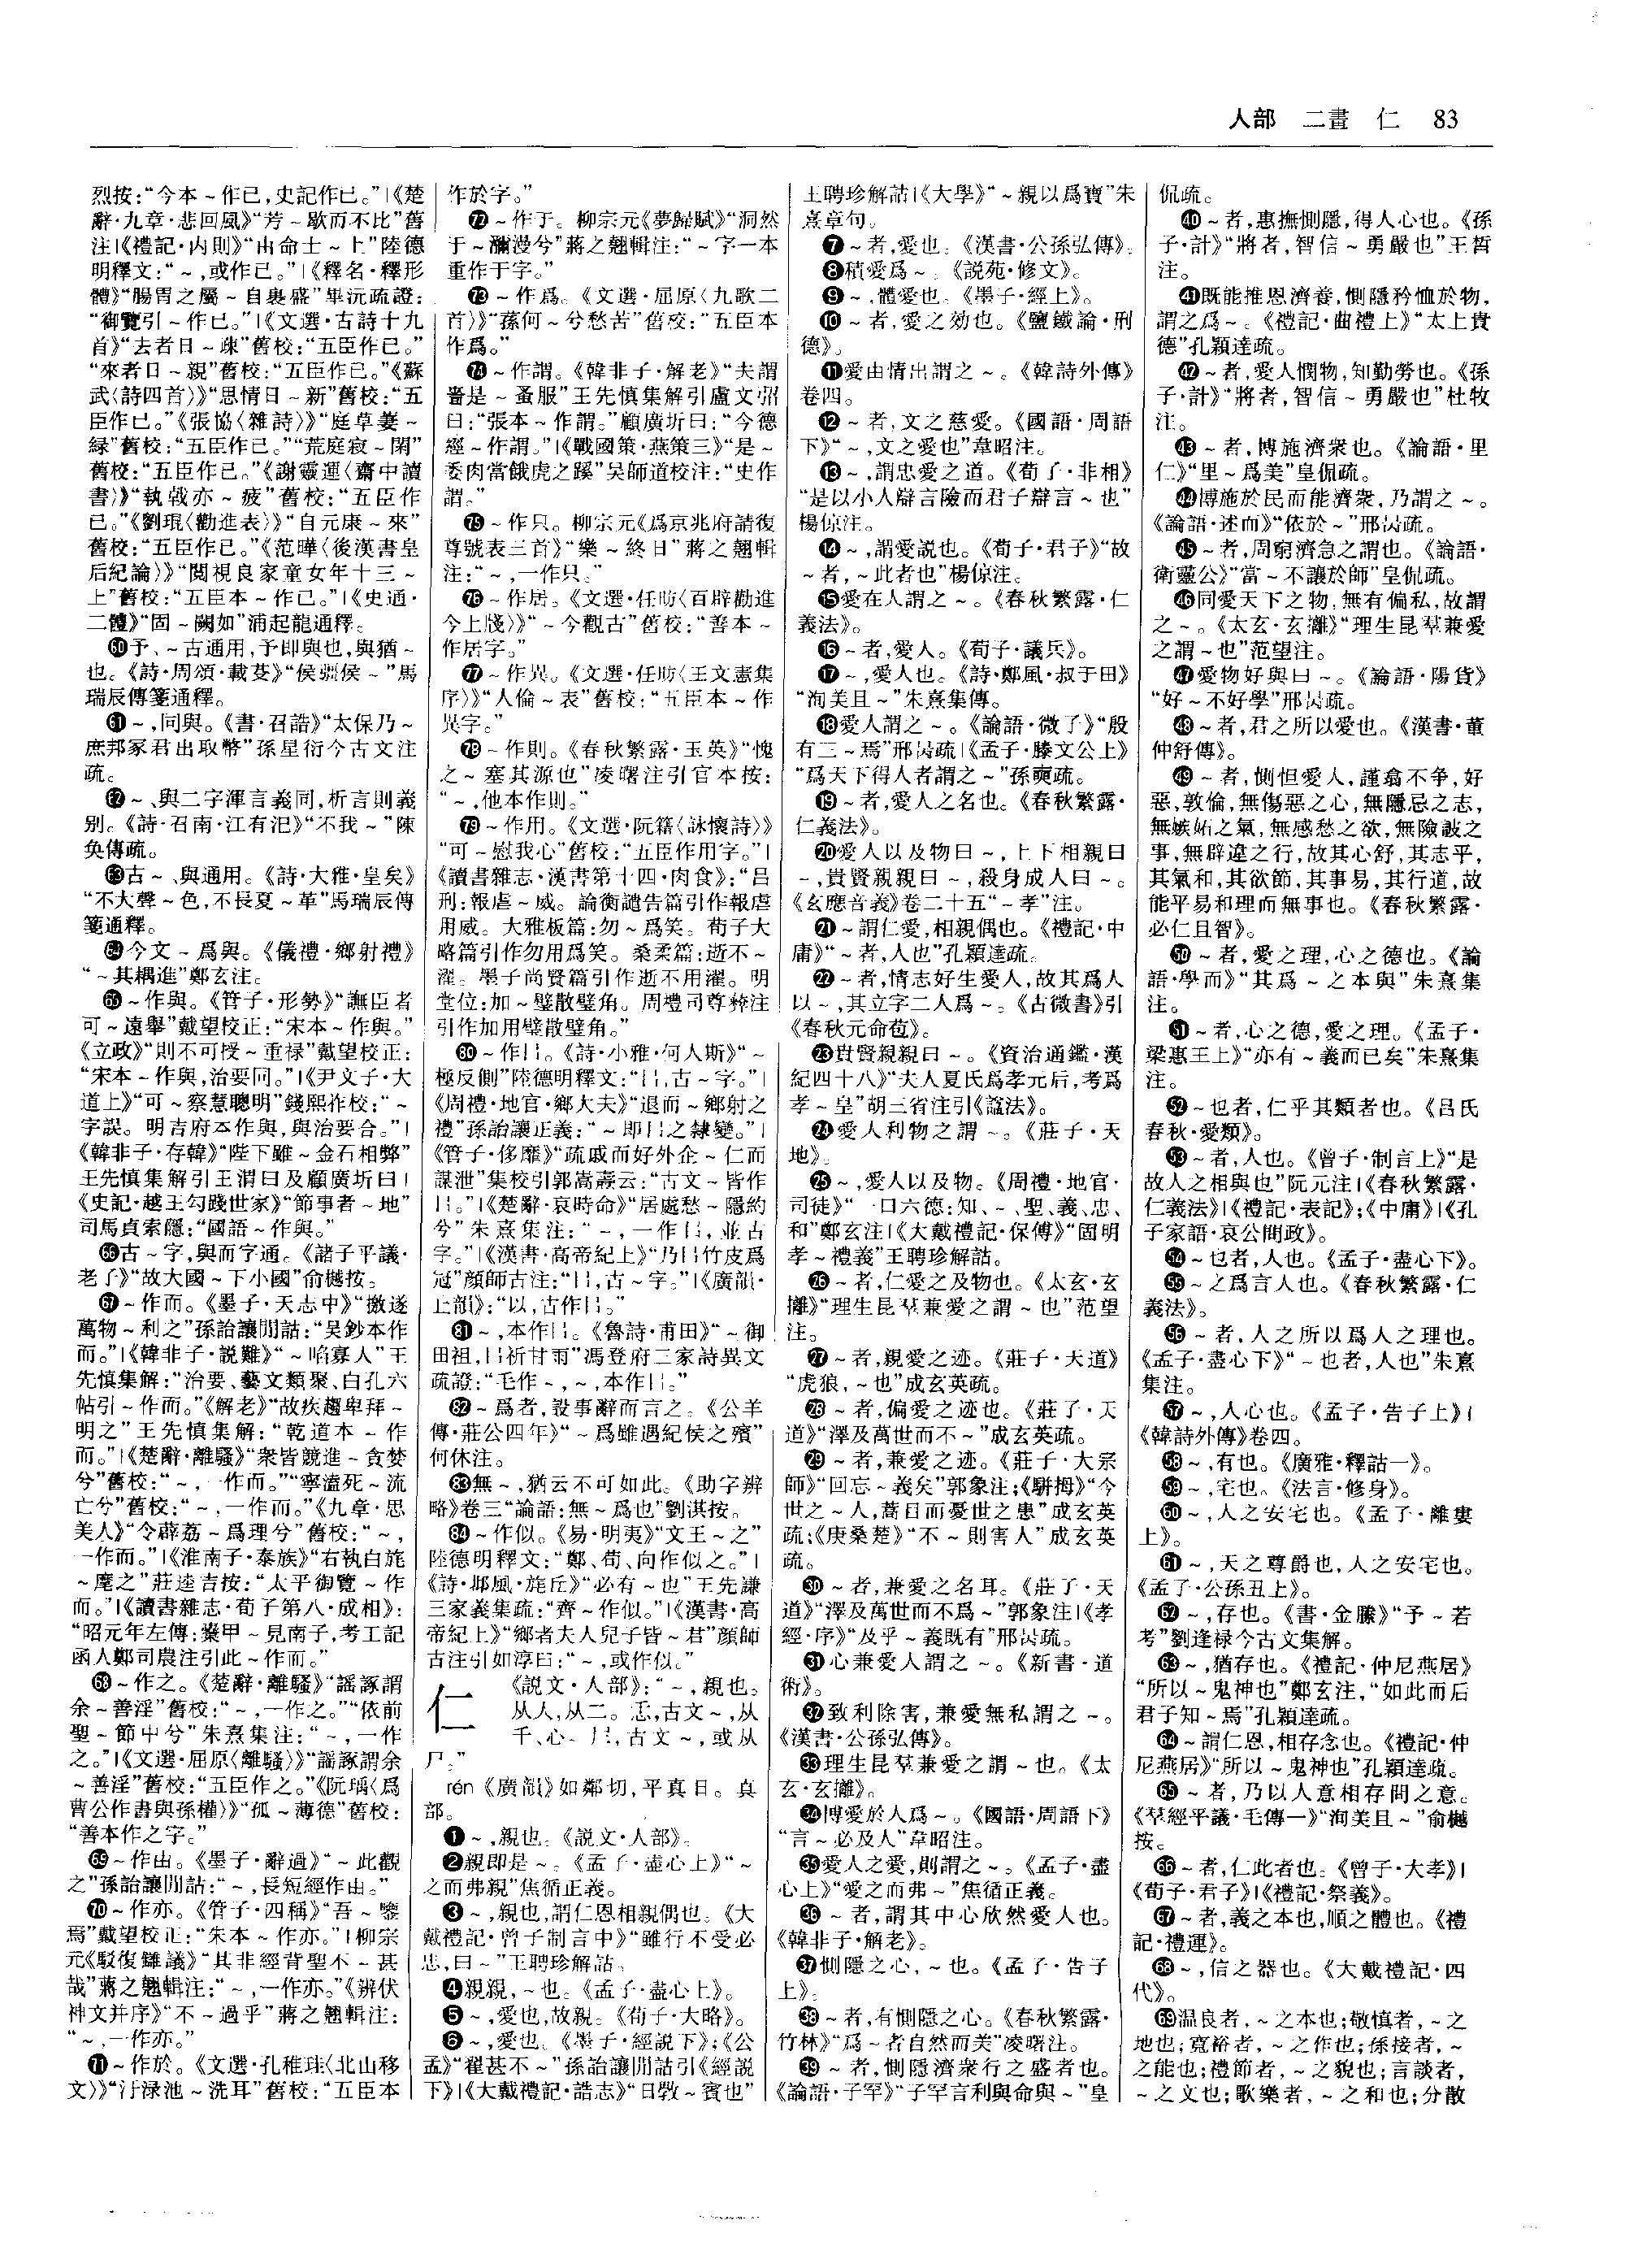 人部 二畫 仁 83
烈按：“今本～作已，史記作已。”|《楚
辭·九章·悲回風》“芳～歇而不比”舊
注|《禮記·内則》“由命士～上”陸德
明釋文：“～，或作已。”|《釋名·釋形
體》“腸胃之屬～自裹盛”畢沅疏證：
“御覽引～作已。”|《文選·古詩十九
首》“去者日～疎”舊校：“五臣作已。”
“來者日～親”舊校：“五臣作已。”《蘇
武〈詩四首〉》“思情日～新”舊校：“五
臣作已。”《張協〈雜詩〉》“庭草萋～
緑”舊校：“五臣作已。”“荒庭寂～閑”
舊校：“五臣作已。”《謝靈運〈齋中讀
書〉》“執戟亦～疲”舊校：“五臣作
已。”《劉琨〈勸進表〉》“自元康～來”
舊校：“五臣作已。”《范曄〈後漢書皇
后紀論〉》“閲視良家童女年十三～
上”舊校：“五臣本～作已。”|《史通·
二體》“固～闕如”浦起龍通釋。
60予、～古通用，予即與也，與猶～
也。《詩·周頌·載芟》“侯彊侯～”馬
瑞辰傳箋通釋。
61～，同與。《書·召誥》“太保乃～
庶邦冢君出取幣”孫星衍今古文注
疏。
62～、與二字渾言義同，析言則義
别。《詩·召南·江有汜》“不我～”陳
奂傳疏。
63古～、與通用。《詩·大雅·皇矣》
“不大聲～色，不長夏～革”馬瑞辰傳
箋通釋。
64今文～爲與。《儀禮·鄉射禮》
“～其耦進”鄭玄注。
65～作與。《管子·形勢》“譕臣者
可～遠舉”戴望校正：“宋本～作與。”
《立政》“則不可授～重禄”戴望校正：
“宋本～作與，治要同。”|《尹文子·大
道上》“可～察慧聰明”錢熙祚校：“～
字誤。明吉府本作與，與治要合。”|
《韓非子·存韓》“陛下雖～金石相弊”
王先慎集解引王渭曰及顧廣圻曰|
《史記·越王勾踐世家》“節事者～地”
司馬貞索隱：“國語～作與。”
66古～字，與而字通。《諸子平議·
老子》“故大國～下小國”俞樾按。
67～作而。《墨子·天志中》“撽遂
萬物～利之”孫詒讓閒詁：“吴鈔本作
而。”|《韓非子·説難》“～啗寡人”王
先慎集解：“治要、藝文類聚、白孔六
帖引～作而。”《解老》“故疾趨卑拜～
明之”王先慎集解：“乾道本～作
而。”|《楚辭·離騷》“衆皆競進～貪婪
兮”舊校：“～，一作而。”“寧溘死～流
亡兮”舊校：“～，一作而。”《九章·思
美人》“令薜荔～爲理兮”舊校：“～，
一作而。”|《淮南子·泰族》“右執白旄
～麾之”莊逵吉按：“太平御覽～作
而。”|《讀書雜志·荀子第八·成相》：
“昭元年左傳：櫜甲～見南子，考工記
函人鄭司農注引此～作而。”
68～作之。《楚辭·離騷》“謡諑謂
余～善淫”舊校：“～，一作之。”“依前
聖～節中兮”朱熹集注：“～，一作
之。”|《文選·屈原〈離騷〉》“謡諑謂余
～善淫”舊校：“五臣作之。”《阮瑀〈爲
曹公作書與孫權〉》“孤～薄德”舊校：
“善本作之字。”
69～作由。《墨子·辭過》“～此觀
之”孫詒讓閒詁：“～，長短經作由。”
70～作亦。《管子·四稱》“吾～鑒
焉”戴望校正：“朱本～作亦。”|柳宗
元《駁復讎議》“其非經背聖不～甚
哉”蔣之翹輯注：“～，一作亦。”《辨伏
神文并序》“不～過乎”蔣之翹輯注：
“～，一作亦。”
71～作於。《文選·孔稚珪〈北山移
文〉》“汙渌池～洗耳”舊校：“五臣本
作於字。”
72～作于。柳宗元《夢歸賦》“洞然
于～瀰漫兮”蔣之翹輯注：“～字一本
重作于字。”
73～作爲。《文選·屈原〈九歌二
首〉》“蓀何～兮愁苦”舊校：“五臣本
作爲。”
74～作謂。《韓非子·解老》“夫謂
嗇是～蚤服”王先慎集解引盧文弨
曰：“張本～作謂。”顧廣圻曰：“今德
經～作謂。”|《戰國策·燕策三》“是～
委肉當餓虎之蹊”吴師道校注：“史作
謂。”
75～作只。柳宗元《爲京兆府請復
尊號表三首》“樂～終日”蔣之翹輯
注：“～，一作只。”
76～作居。《文選·任昉〈百辟勸進
今上牋〉》“～今觀古”舊校：“善本～
作居字。”
77～作異。《文選·任昉〈王文憲集
序〉》“人倫～表”舊校：“五臣本～作
異字。”
78～作則。《春秋繁露·玉英》“愧
之～塞其源也”凌曙注引官本按：
“～，他本作則。”
79～作用。《文選·阮籍〈詠懷詩〉》
“可～慰我心”舊校：“五臣作用字。”|
《讀書雜志·漢書第十四·肉食》：“吕
刑：報虐～威。論衡譴告篇引作報虐
用威。大雅板篇：勿～爲笑。荀子大
略篇引作勿用爲笑。桑柔篇：逝不～
濯。墨子尚賢篇引作逝不用濯。明
堂位：加～璧散璧角。周禮司尊彝注
引作加用璧散璧角。”
80～作㠯。《詩·小雅·何人斯》“～
極反側”陸德明釋文：“㠯，古～字。”|
《周禮·地官·鄉大夫》“退而～鄉射之
禮”孫詒讓正義：“～即㠯之隸變。”|
《管子·侈靡》“疏戚而好外企～仁而
謀泄”集校引郭嵩燾云：“古文～皆作
㠯。”|《楚辭·哀時命》“居處愁～隱約
兮”朱熹集注：“～，一作㠯，並古
字。”|《漢書·高帝紀上》“乃㠯竹皮爲
冠”顔師古注：“㠯，古～字。”|《廣韻·
上韻》：“以，古作㠯。”
81～，本作㠯。《魯詩·甫田》“～御
田祖，㠯祈甘雨”馮登府三家詩異文
疏證：“毛作～，～，本作㠯。”
82～爲者，設事辭而言之。《公羊
傳·莊公四年》“～爲雖遇紀侯之殯”
何休注。
83無～，猶云不可如此。《助字辨
略》卷三“論語：無～爲也”劉淇按。
84～作似。《易·明夷》“文王～之”
陸德明釋文：“鄭、荀、向作似之。”|
《詩·邶風·旄丘》“必有～也”王先謙
三家義集疏：“齊～作似。”|《漢書·高
帝紀上》“鄉者夫人兒子皆～君”顔師
古注引如淳曰：“～，或作似。”
仁 《説文·人部》：“～，親也。
从人，从二。忎，古文～，从
千、心。𡰥，古文～，或从
尸。”
rén《廣韻》如鄰切，平真日。真
部。
1～，親也。《説文·人部》。
2親即是～。《孟子·盡心上》“～
之而弗親”焦循正義。
3～，親也，謂仁恩相親偶也。《大
戴禮記·曾子制言中》“雖行不受必
忠，曰～”王聘珍解詁。
4親親，～也。《孟子·盡心上》。
5～，愛也，故親。《荀子·大略》。
6～，愛也。《墨子·經説下》；《公
孟》“翟甚不～”孫詒讓閒詁引《經説
下》|《大戴禮記·誥志》“日斅～賓也”
王聘珍解詁|《大學》“～親以爲寶”朱
熹章句。
7～者，愛也。《漢書·公孫弘傳》。
8積愛爲～。《説苑·修文》。
9～，體愛也。《墨子·經上》。
10～者，愛之効也。《鹽鐵論·刑
德》。
11愛由情出謂之～。《韓詩外傳》
卷四。
12～者，文之慈愛。《國語·周語
下》“～，文之愛也”韋昭注。
13～，謂忠愛之道。《荀子·非相》
“是以小人辯言險而君子辯言～也”
楊倞注。
14～，謂愛説也。《荀子·君子》“故
～者，～此者也”楊倞注。
15愛在人謂之～。《春秋繁露·仁
義法》。
16～者，愛人。《荀子·議兵》。
17～，愛人也。《詩·鄭風·叔于田》
“洵美且～”朱熹集傳。
18愛人謂之～。《論語·微子》“殷
有三～焉”邢昺疏|《孟子·滕文公上》
“爲天下得人者謂之～”孫奭疏。
19～者，愛人之名也。《春秋繁露·
仁義法》。
20愛人以及物曰～，上下相親曰
～，貴賢親親曰～，殺身成人曰～。
《玄應音義》卷二十五“～孝”注。
21～謂仁愛，相親偶也。《禮記·中
庸》“～者，人也”孔穎達疏。
22～者，情志好生愛人，故其爲人
以～，其立字二人爲～。《古微書》引
《春秋元命苞》。
23貴賢親親曰～。《資治通鑑·漢
紀四十八》“夫人夏氏爲孝元后，考爲
孝～皇”胡三省注引《諡法》。
24愛人利物之謂～。《莊子·天
地》。
25～，愛人以及物。《周禮·地官·
司徒》“一曰六德：知、～、聖、義、忠、
和”鄭玄注|《大戴禮記·保傅》“固明
孝～禮義”王聘珍解詁。
26～者，仁愛之及物也。《太玄·玄
攡》“理生昆羣兼愛之謂～也”范望
注。
27～者，親愛之迹。《莊子·天道》
“虎狼，～也”成玄英疏。
28～者，偏愛之迹也。《莊子·天
道》“澤及萬世而不～”成玄英疏。
29～者，兼愛之迹。《莊子·大宗
師》“回忘～義矣”郭象注；《駢拇》“今
世之～人，蒿目而憂世之患”成玄英
疏；《庚桑楚》“不～則害人”成玄英
疏。
30～者，兼愛之名耳。《莊子·天
道》“澤及萬世而不爲～”郭象注|《孝
經·序》“及乎～義既有”邢昺疏。
31心兼愛人謂之～。《新書·道
術》。
32致利除害，兼愛無私謂之～。
《漢書·公孫弘傳》。
33理生昆羣兼愛之謂～也。《太
玄·玄攡》。
34博愛於人爲～。《國語·周語下》
“言～必及人”韋昭注。
35愛人之愛，則謂之～。《孟子·盡
心上》“愛之而弗～”焦循正義。
36～者，謂其中心欣然愛人也。
《韓非子·解老》。
37惻隱之心，～也。《孟子·告子
上》。
38～者，有惻隱之心。《春秋繁露·
竹林》“爲～者自然而美”凌曙注。
39～者，惻隱濟衆行之盛者也。
《論語·子罕》“子罕言利與命與～”皇
侃疏。
40～者，惠撫惻隱，得人心也。《孫
子·計》“將者，智信～勇嚴也”王晳
注。
41既能推恩濟養，惻隱矜恤於物，
謂之爲～。《禮記·曲禮上》“太上貴
德”孔穎達疏。
42～者，愛人憫物，知勤勞也。《孫
子·計》“將者，智信～勇嚴也”杜牧
注。
43～者，博施濟衆也。《論語·里
仁》“里～爲美”皇侃疏。
44博施於民而能濟衆，乃謂之～。
《論語·述而》“依於～”邢昺疏。
45～者，周窮濟急之謂也。《論語·
衛靈公》“當～不讓於師”皇侃疏。
46同愛天下之物，無有偏私，故謂
之～。《太玄·玄攡》“理生昆羣兼愛
之謂～也”范望注。
47愛物好與曰～。《論語·陽貨》
“好～不好學”邢昺疏。
48～者，君之所以愛也。《漢書·董
仲舒傳》。
49～者，惻怛愛人，謹翕不争，好
惡，敦倫，無傷惡之心，無隱忌之志，
無嫉妬之氣，無感愁之欲，無險詖之
事，無辟違之行，故其心舒，其志平，
其氣和，其欲節，其事易，其行道，故
能平易和理而無事也。《春秋繁露·
必仁且智》。
50～者，愛之理，心之德也。《論
語·學而》“其爲～之本與”朱熹集
注。
51～者，心之德，愛之理。《孟子·
梁惠王上》“亦有～義而已矣”朱熹集
注。
52～也者，仁乎其類者也。《吕氏
春秋·愛類》。
53～者，人也。《曾子·制言上》“是
故人之相與也”阮元注|《春秋繁露·
仁義法》|《禮記·表記》；《中庸》|《孔
子家語·哀公問政》。
54～也者，人也。《孟子·盡心下》。
55～之爲言人也。《春秋繁露·仁
義法》。
56～者，人之所以爲人之理也。
《孟子·盡心下》“～也者，人也”朱熹
集注。
57～，人心也。《孟子·告子上》|
《韓詩外傳》卷四。
58～，有也。《廣雅·釋詁一》。
59～，宅也。《法言·修身》。
60～，人之安宅也。《孟子·離婁
上》。
61～，天之尊爵也，人之安宅也。
《孟子·公孫丑上》。
62～，存也。《書·金縢》“予～若
考”劉逢禄今古文集解。
63～，猶存也。《禮記·仲尼燕居》
“所以～鬼神也”鄭玄注，“如此而后
君子知～焉”孔穎達疏。
64～謂仁恩，相存念也。《禮記·仲
尼燕居》“所以～鬼神也”孔穎達疏。
65～者，乃以人意相存問之意。
《羣經平議·毛傳一》“洵美且～”俞樾
按。
66～者，仁此者也。《曾子·大孝》|
《荀子·君子》|《禮記·祭義》。
67～者，義之本也，順之體也。《禮
記·禮運》。
68～，信之器也。《大戴禮記·四
代》。
69温良者，～之本也；敬慎者，～之
地也；寬裕者，～之作也；孫接者，～
之能也；禮節者，～之貌也；言談者，
～之文也；歌樂者，～之和也；分散